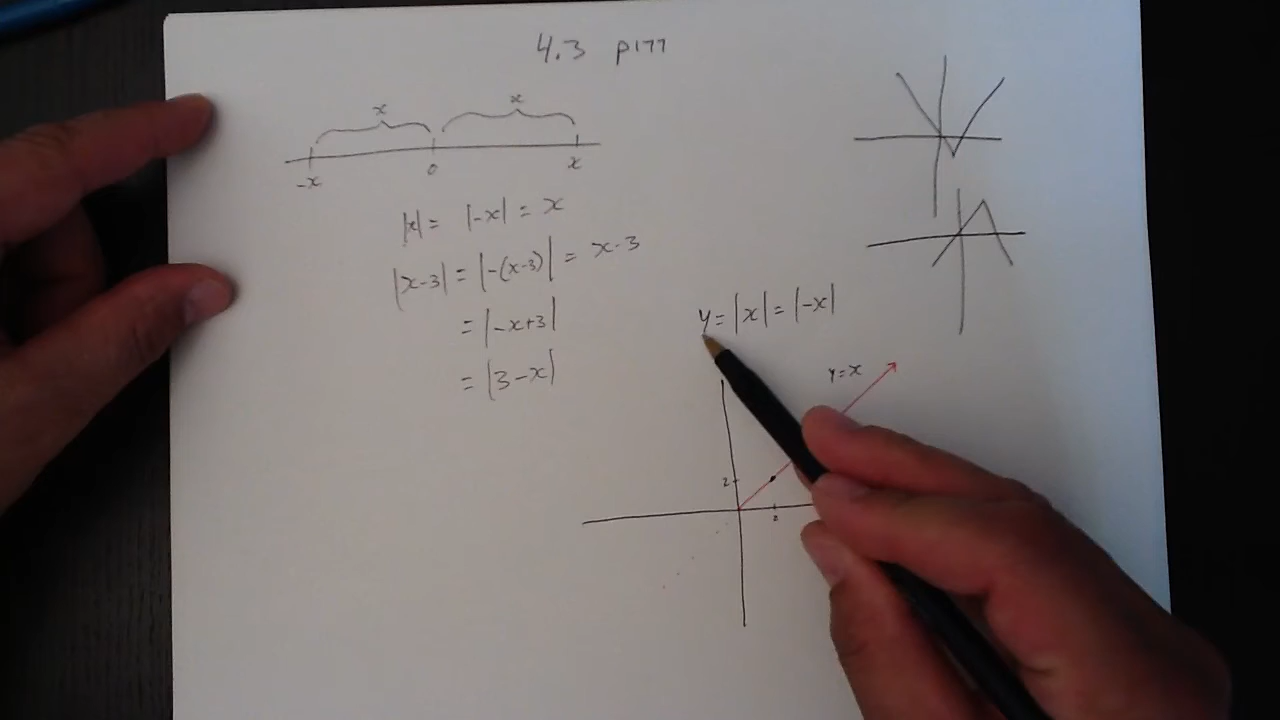 4.3 p177
x x
-x 0 x
|x| = |-x| = x
|x-3| = |-(x-3)| = x-3
= |-x+3|
= |3-x|
y = |x| = |-x|
y=x
2
2